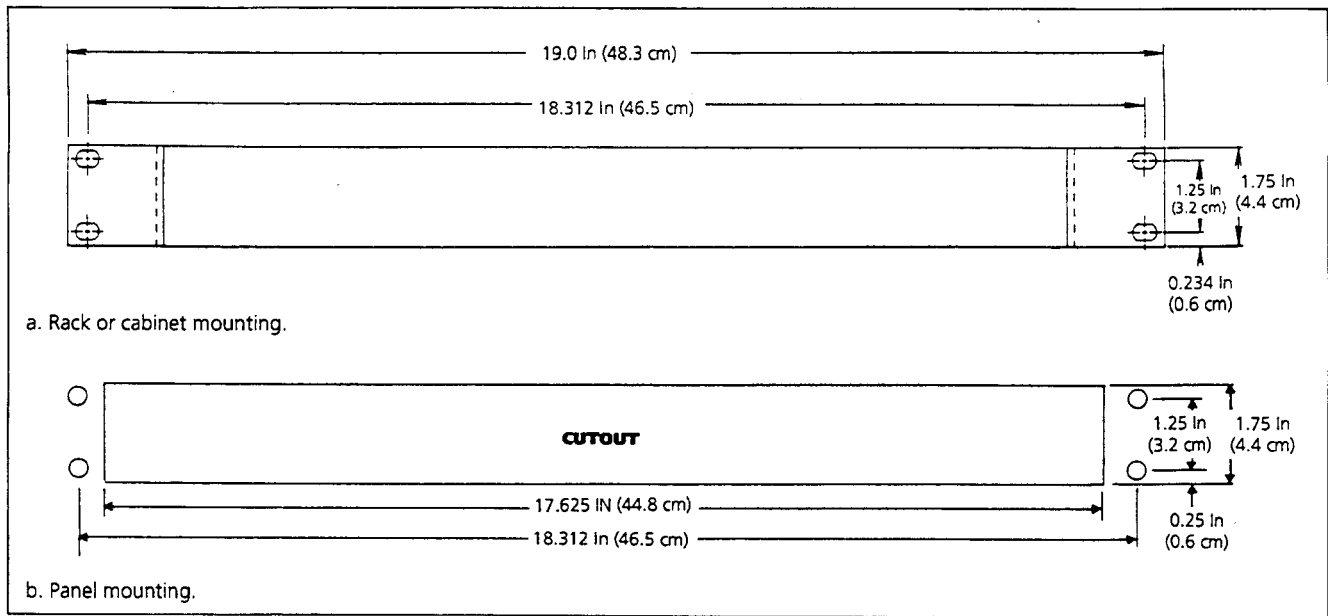 19.0 In (48.3 cm)
18.312 In (46.5 cm)
1.25 In
(3.2 cm)
1.75 In
(4.4 cm)
0.234 In
(0.6 cm)
a. Rack or cabinet mounting.
CUTOUT
1.25 In
(3.2 cm)
1.75 In
(4.4 cm)
17.625 IN (44.8 cm)
18.312 In (46.5 cm)
0.25 In
(0.6 cm)
b. Panel mounting.